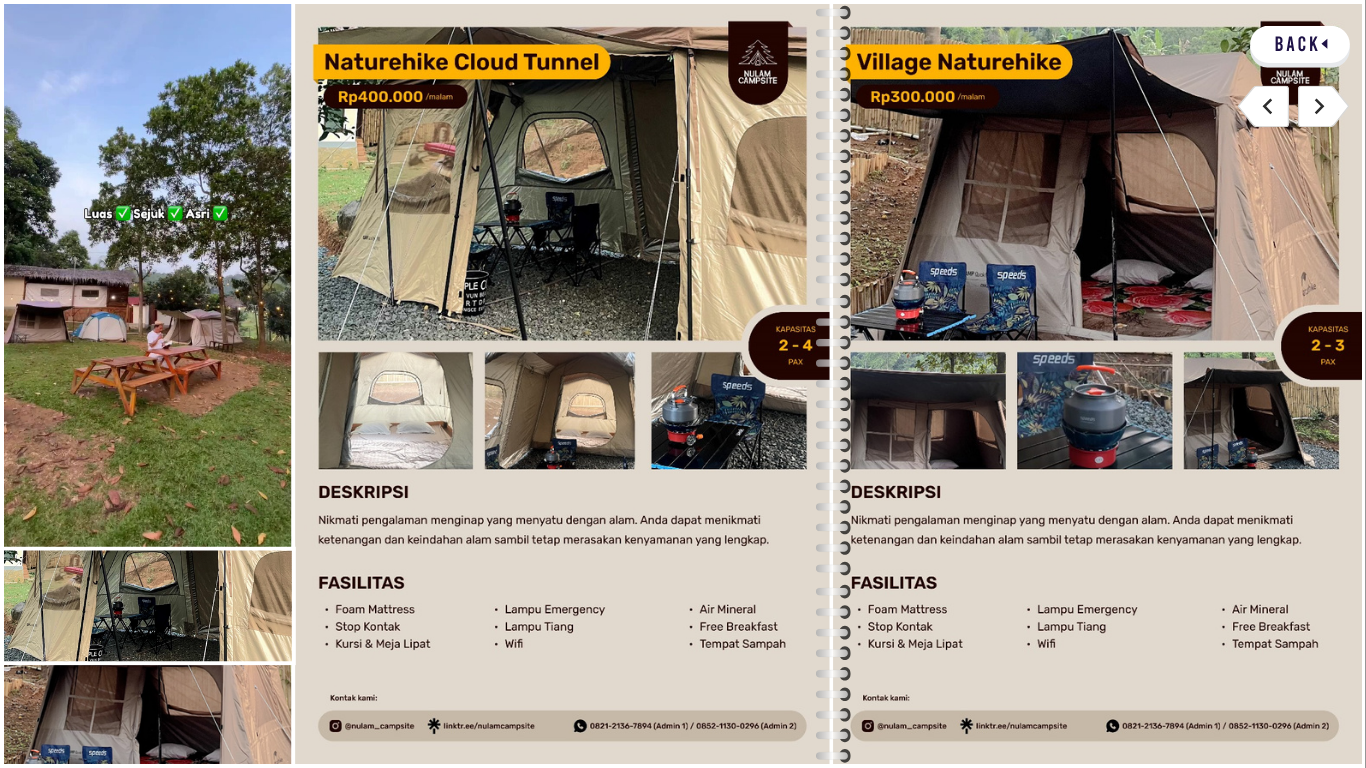 Luas ✅ Sejuk ✅ Asri ✅
Naturehike Cloud Tunnel
Rp400.000 /malam
NULAM
CAMPSITE
speeds
KAPASITAS
2 - 4
PAX
DESKRIPSI
Nikmati pengalaman menginap yang menyatu dengan alam. Anda dapat menikmati
ketenangan dan keindahan alam sambil tetap merasakan kenyamanan yang lengkap.
FASILITAS
• Foam Mattress
• Stop Kontak
• Kursi & Meja Lipat
• Lampu Emergency
• Lampu Tiang
• Wifi
• Air Mineral
• Free Breakfast
• Tempat Sampah
Kontak kami:
@nulam_campsite
linktr.ee/nulamcampsite
0821-2136-7894 (Admin 1) / 0852-1130-0296 (Admin 2)
Village Naturehike
Rp300.000 /malam
BACK
NULAM
CAMPSITE
speeds
speeds
KAPASITAS
2 - 3
PAX
speeds
DESKRIPSI
Nikmati pengalaman menginap yang menyatu dengan alam. Anda dapat menikmati
ketenangan dan keindahan alam sambil tetap merasakan kenyamanan yang lengkap.
FASILITAS
• Foam Mattress
• Stop Kontak
• Kursi & Meja Lipat
• Lampu Emergency
• Lampu Tiang
• Wifi
• Air Mineral
• Free Breakfast
• Tempat Sampah
Kontak kami:
@nulam_campsite
linktr.ee/nulamcampsite
0821-2136-7894 (Admin 1) / 0852-1130-0296 (Admin 2)